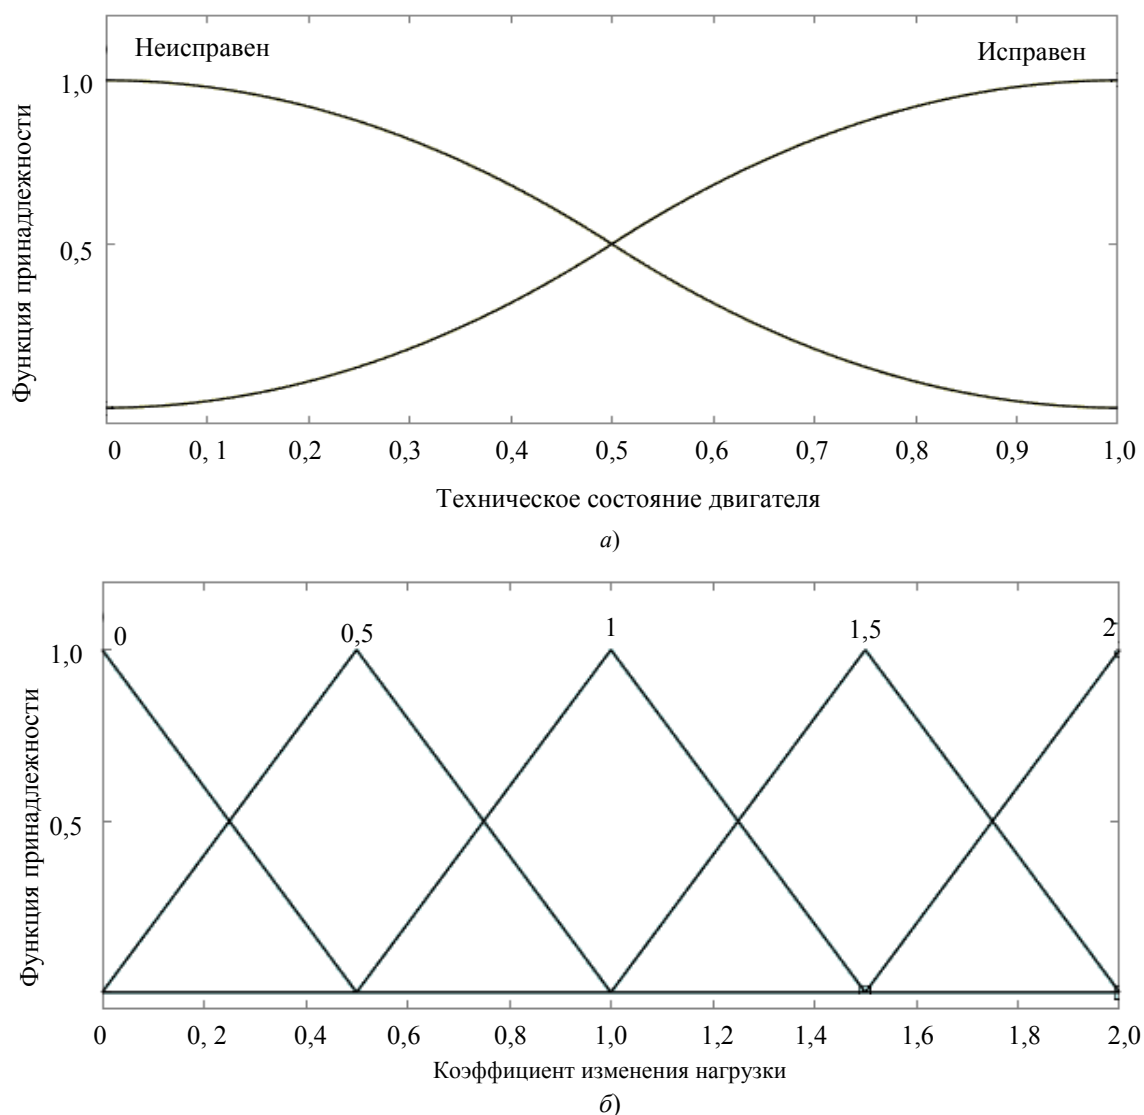 Неисправен
Исправен
1,0
0,5
Функция принадлежности
0 0, 1 0,2 0,3 0,4 0,5 0,6 0,7 0,8 0,9 1,0
Техническое состояние двигателя
а)
0 0,5 1 1,5 2
1,0
0,5
Функция принадлежности
0 0, 2 0,4 0,6 0,8 1,0 1,2 1,4 1,6 1,8 2,0
Коэффициент изменения нагрузки
б)